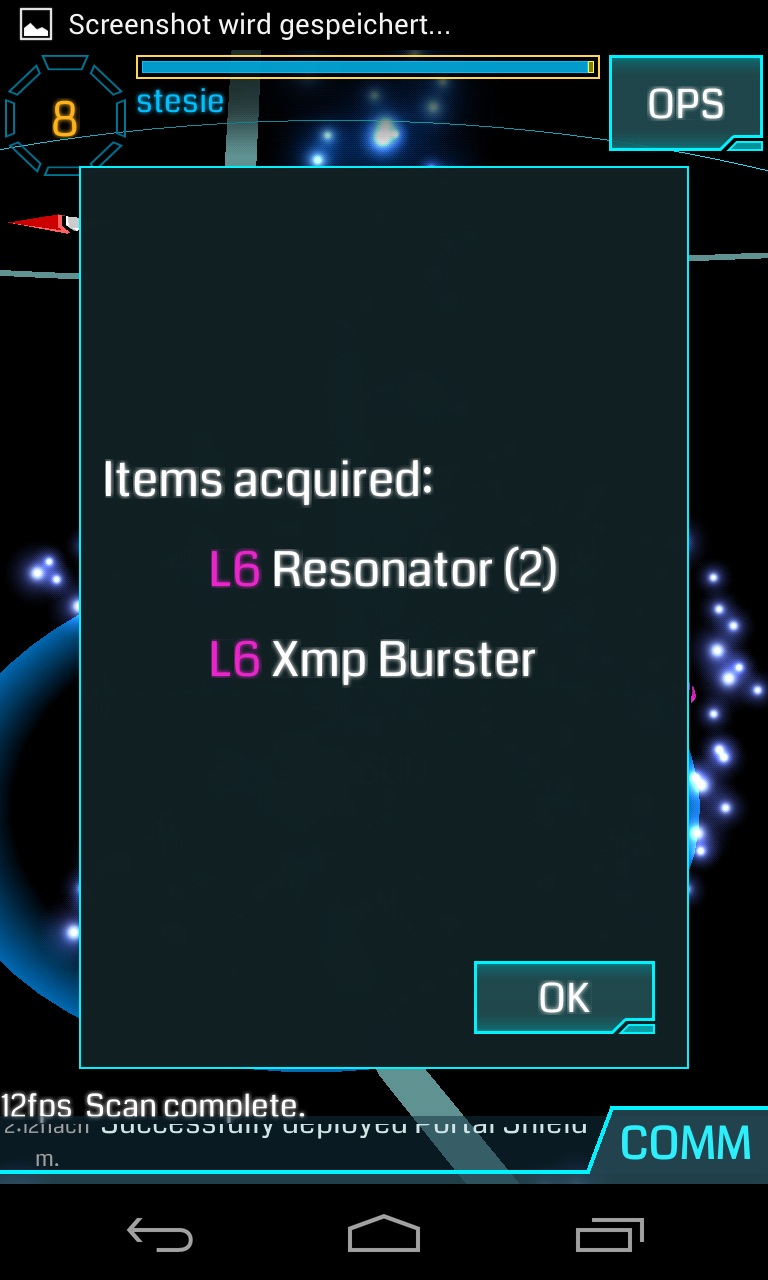 Screenshot wird gespeichert...
8
stesie
OPS
Items acquired:
L6 Resonator (2)
L6 Xmp Burster
OK
12fps Scan complete.
2:12nach Successfully deployed Portal Shield
m.
COMM